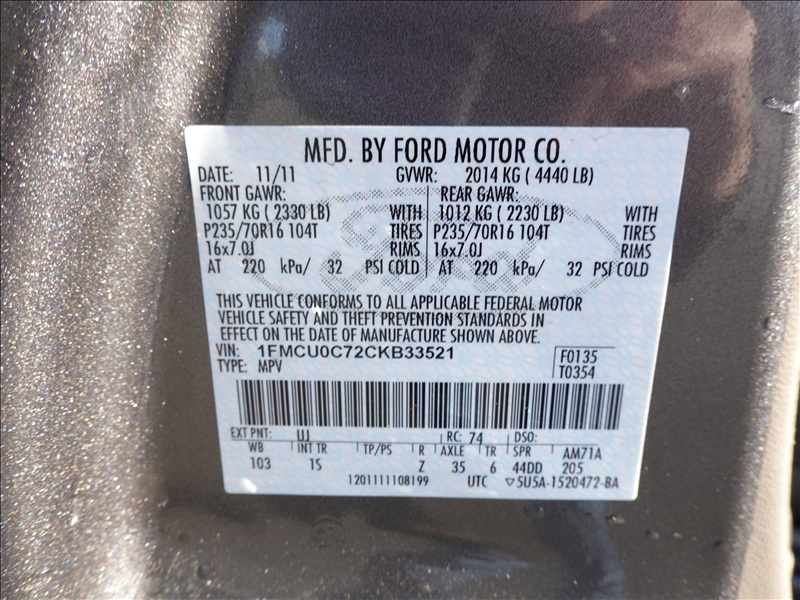 MFD. BY FORD MOTOR CO.
DATE: 11/11 GVWR: 2014 KG ( 4440 LB)
FRONT GAWR: REAR GAWR:
1057 KG ( 2330 LB) WITH 1012 KG ( 2230 LB) WITH
P235/70R16 104T TIRES P235/70R16 104T TIRES
16x7.0J RIMS 16x7.0J RIMS
AT 220 kPa/ 32 PSI COLD AT 220 kPa/ 32 PSI COLD
Ford
THIS VEHICLE CONFORMS TO ALL APPLICABLE FEDERAL MOTOR
VEHICLE SAFETY AND THEFT PREVENTION STANDARDS IN
EFFECT ON THE DATE OF MANUFACTURE SHOWN ABOVE.
VIN: 1FMCU0C72CKB33521 F0135
TYPE: MPV T0354
EXT PNT: UJ RC: 74 DSO:
WB INT TR TP/PS R AXLE TR SPR AM71A
103 1S Z 35 6 44DD 205
1201111108199 UTC ▽5U5A-1520472-BA